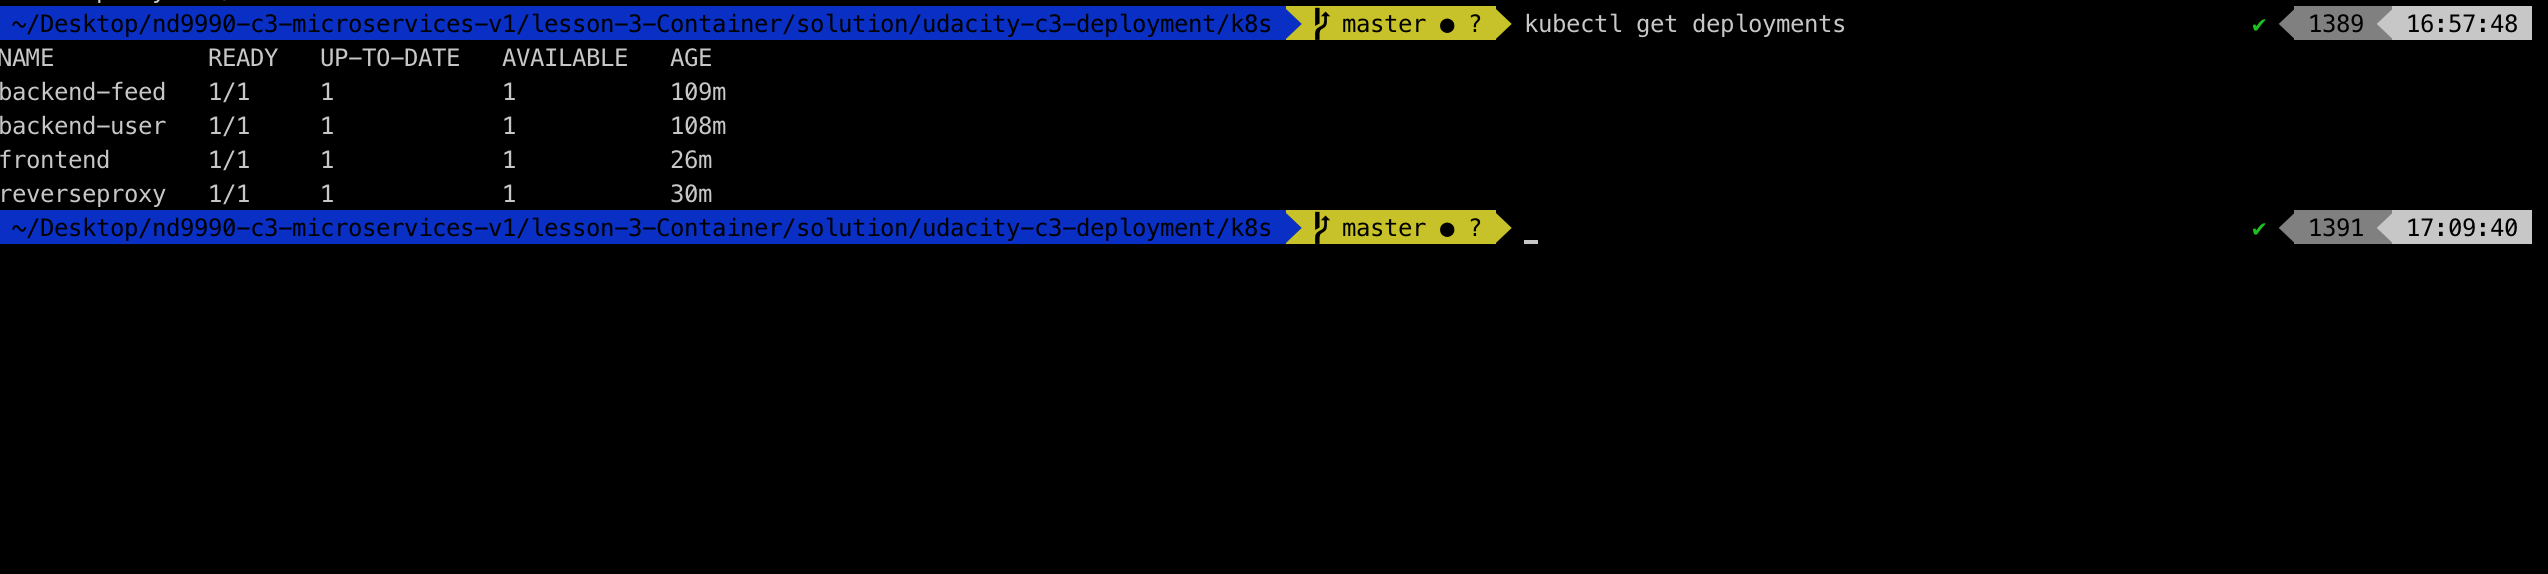 ~/Desktop/nd9990-c3-microservices-v1/lesson-3-Container/solution/udacity-c3-deployment/k8s master ● ? kubectl get deployments ✔ 1389 16:57:48
NAME READY UP-TO-DATE AVAILABLE AGE
backend-feed 1/1 1 1 109m
backend-user 1/1 1 1 108m
frontend 1/1 1 1 26m
reverseproxy 1/1 1 1 30m
~/Desktop/nd9990-c3-microservices-v1/lesson-3-Container/solution/udacity-c3-deployment/k8s master ● ? ✔ 1391 17:09:40